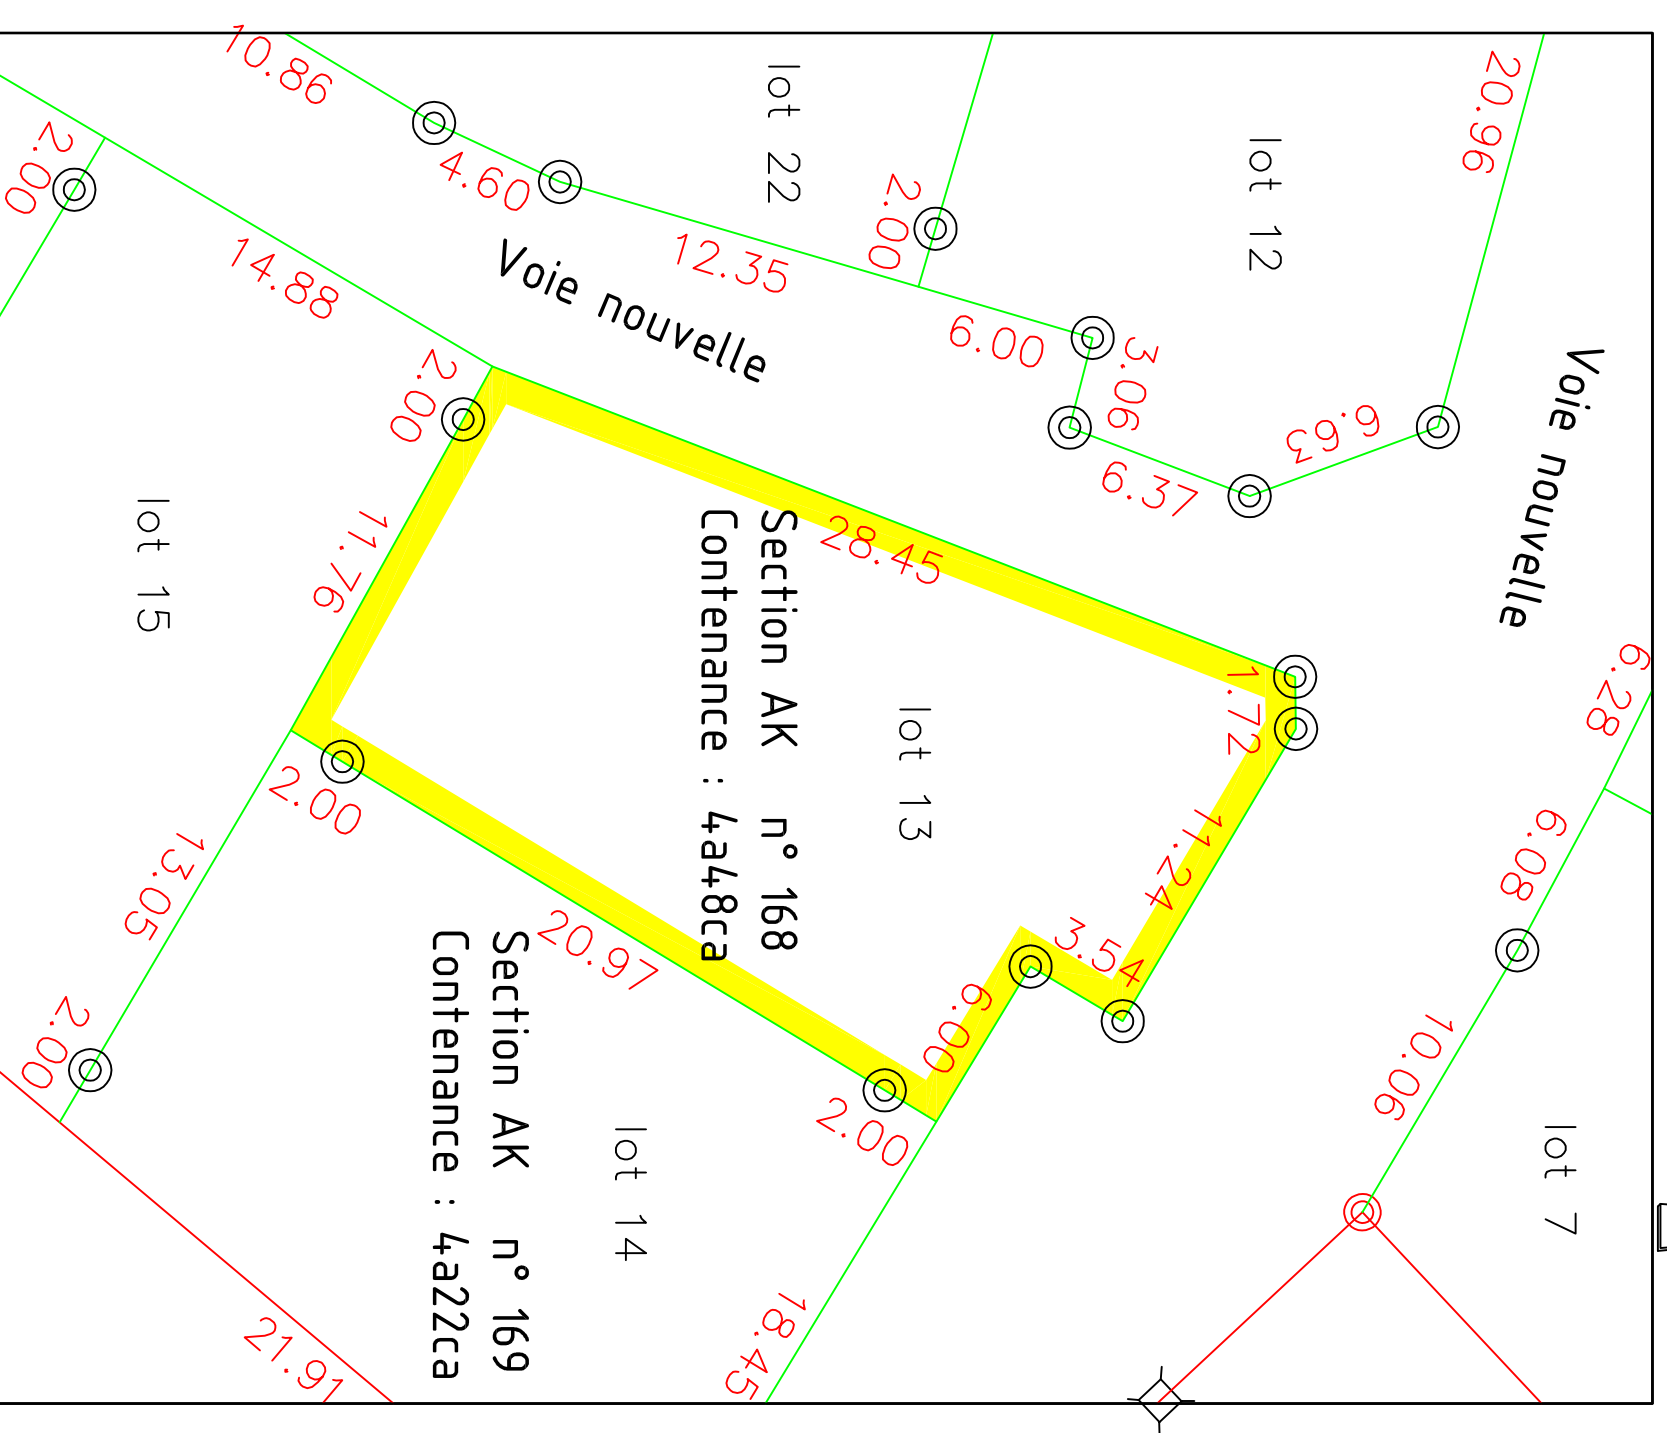 10.86
4.60
lot 22
12.35
2.00
lot 12
20.96
2.00
14.88
Voie nouvelle
6.00
3.06
6.63
6.37
Voie nouvelle
2.00
11.76
28.45
lot 15
Section AK n° 168
Contenance : 4a48ca
lot 13
1.72
6.28
6.08
11.24
3.54
6.00
2.00
13.05
20.97
2.00
2.00
10.06
lot 7
Section AK n° 169
Contenance : 4a22ca
lot 14
18.45
21.91